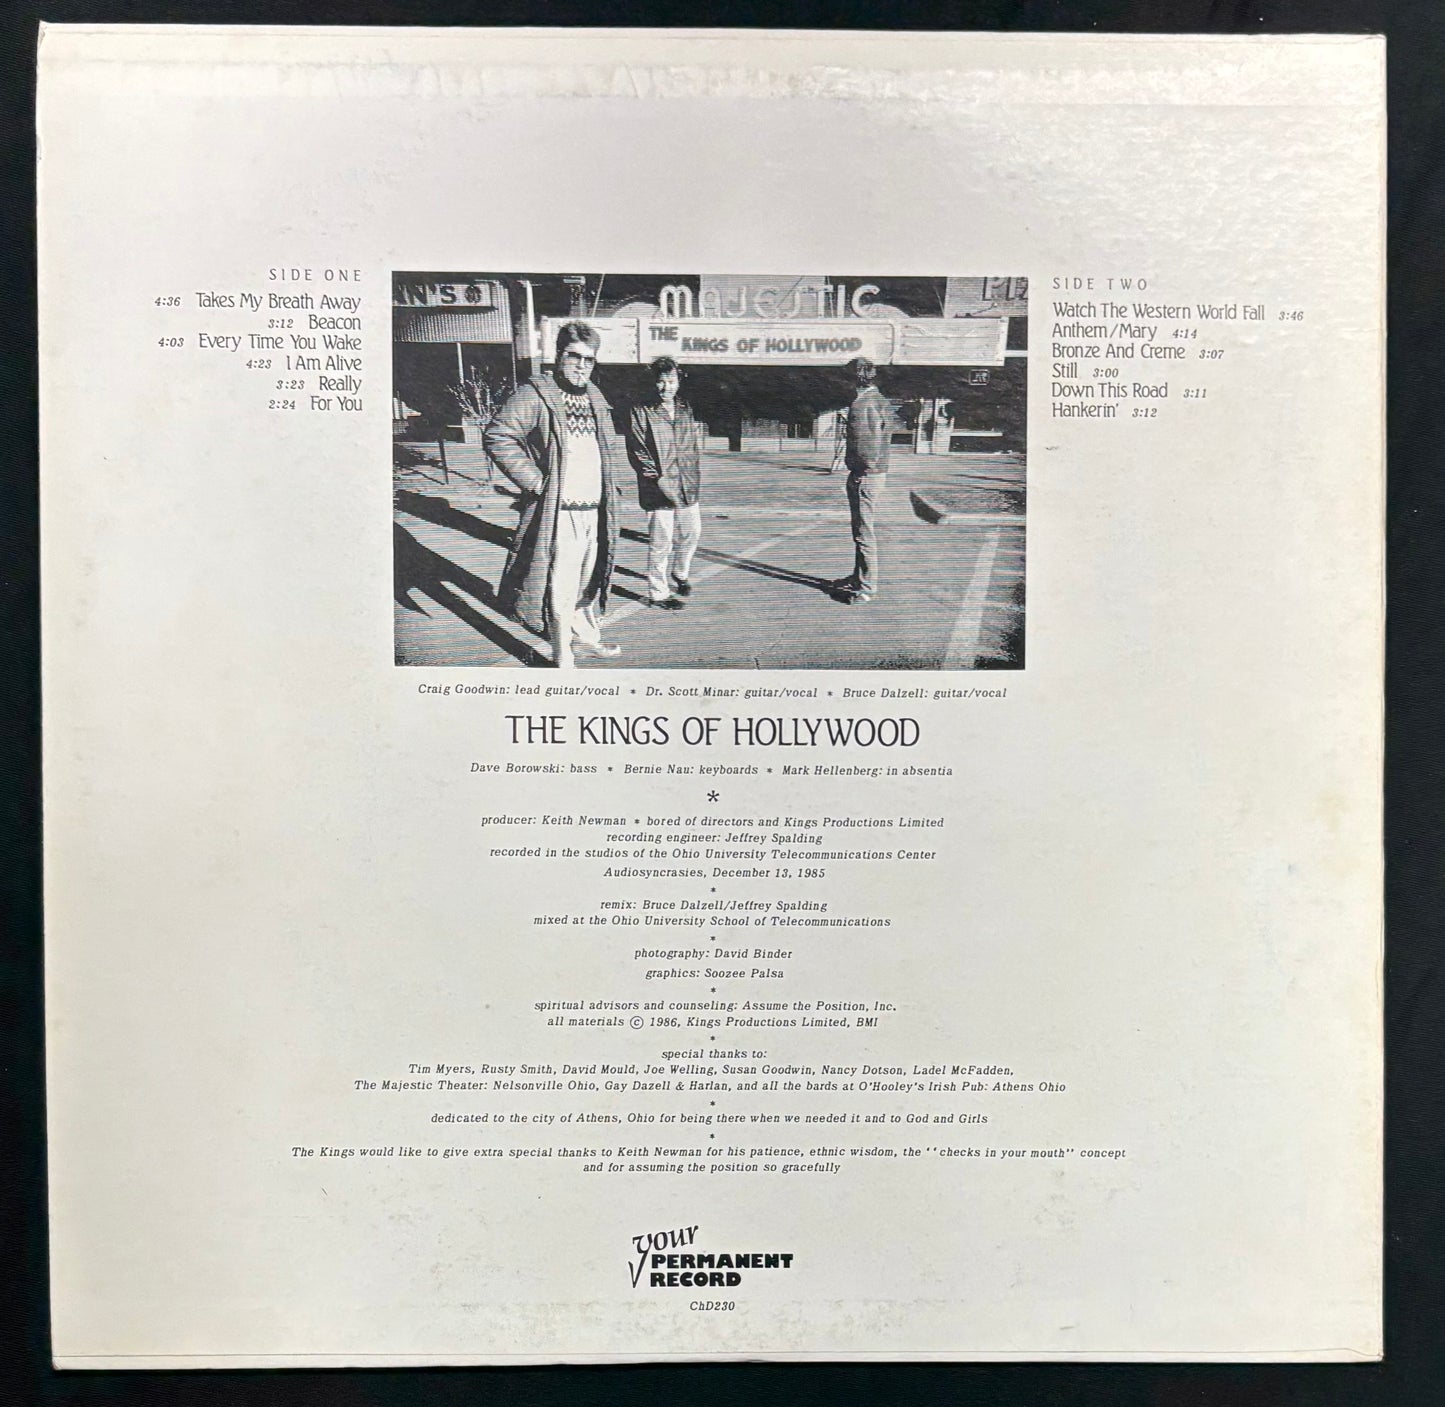 SIDE ONE
4:36 Takes My Breath Away
3:12 Beacon
4:03 Every Time You Wake
4:23 I Am Alive
3:23 Really
2:24 For You
N'S
MAJESTIC
THE
KINGS OF HOLLYWOOD
SIDE TWO
Watch The Western World Fall 3:46
Anthem/Mary 4:14
Bronze And Creme 3:07
Still 3:00
Down This Road 3:11
Hankerin' 3:12
Craig Goodwin: lead guitar/vocal * Dr. Scott Minar: guitar/vocal * Bruce Dalzell: guitar/vocal
THE KINGS OF HOLLYWOOD
Dave Borowski: bass * Bernie Nau: keyboards * Mark Hellenberg: in absentia
*
producer: Keith Newman * bored of directors and Kings Productions Limited
recording engineer: Jeffrey Spalding
recorded in the studios of the Ohio University Telecommunications Center
Audiosyncrasies, December 13, 1985
*
remix: Bruce Dalzell/Jeffrey Spalding
mixed at the Ohio University School of Telecommunications
*
photography: David Binder
graphics: Soozee Palsa
*
spiritual advisors and counseling: Assume the Position, Inc.
all materials © 1986, Kings Productions Limited, BMI
*
special thanks to:
Tim Myers, Rusty Smith, David Mould, Joe Welling, Susan Goodwin, Nancy Dotson, Ladel McFadden,
The Majestic Theater: Nelsonville Ohio, Gay Dazell & Harlan, and all the bards at O'Hooley's Irish Pub: Athens Ohio
*
dedicated to the city of Athens, Ohio for being there when we needed it and to God and Girls
*
The Kings would like to give extra special thanks to Keith Newman for his patience, ethnic wisdom, the ‘‘checks in your mouth’’ concept
and for assuming the position so gracefully
your
PERMANENT
RECORD
ChD230